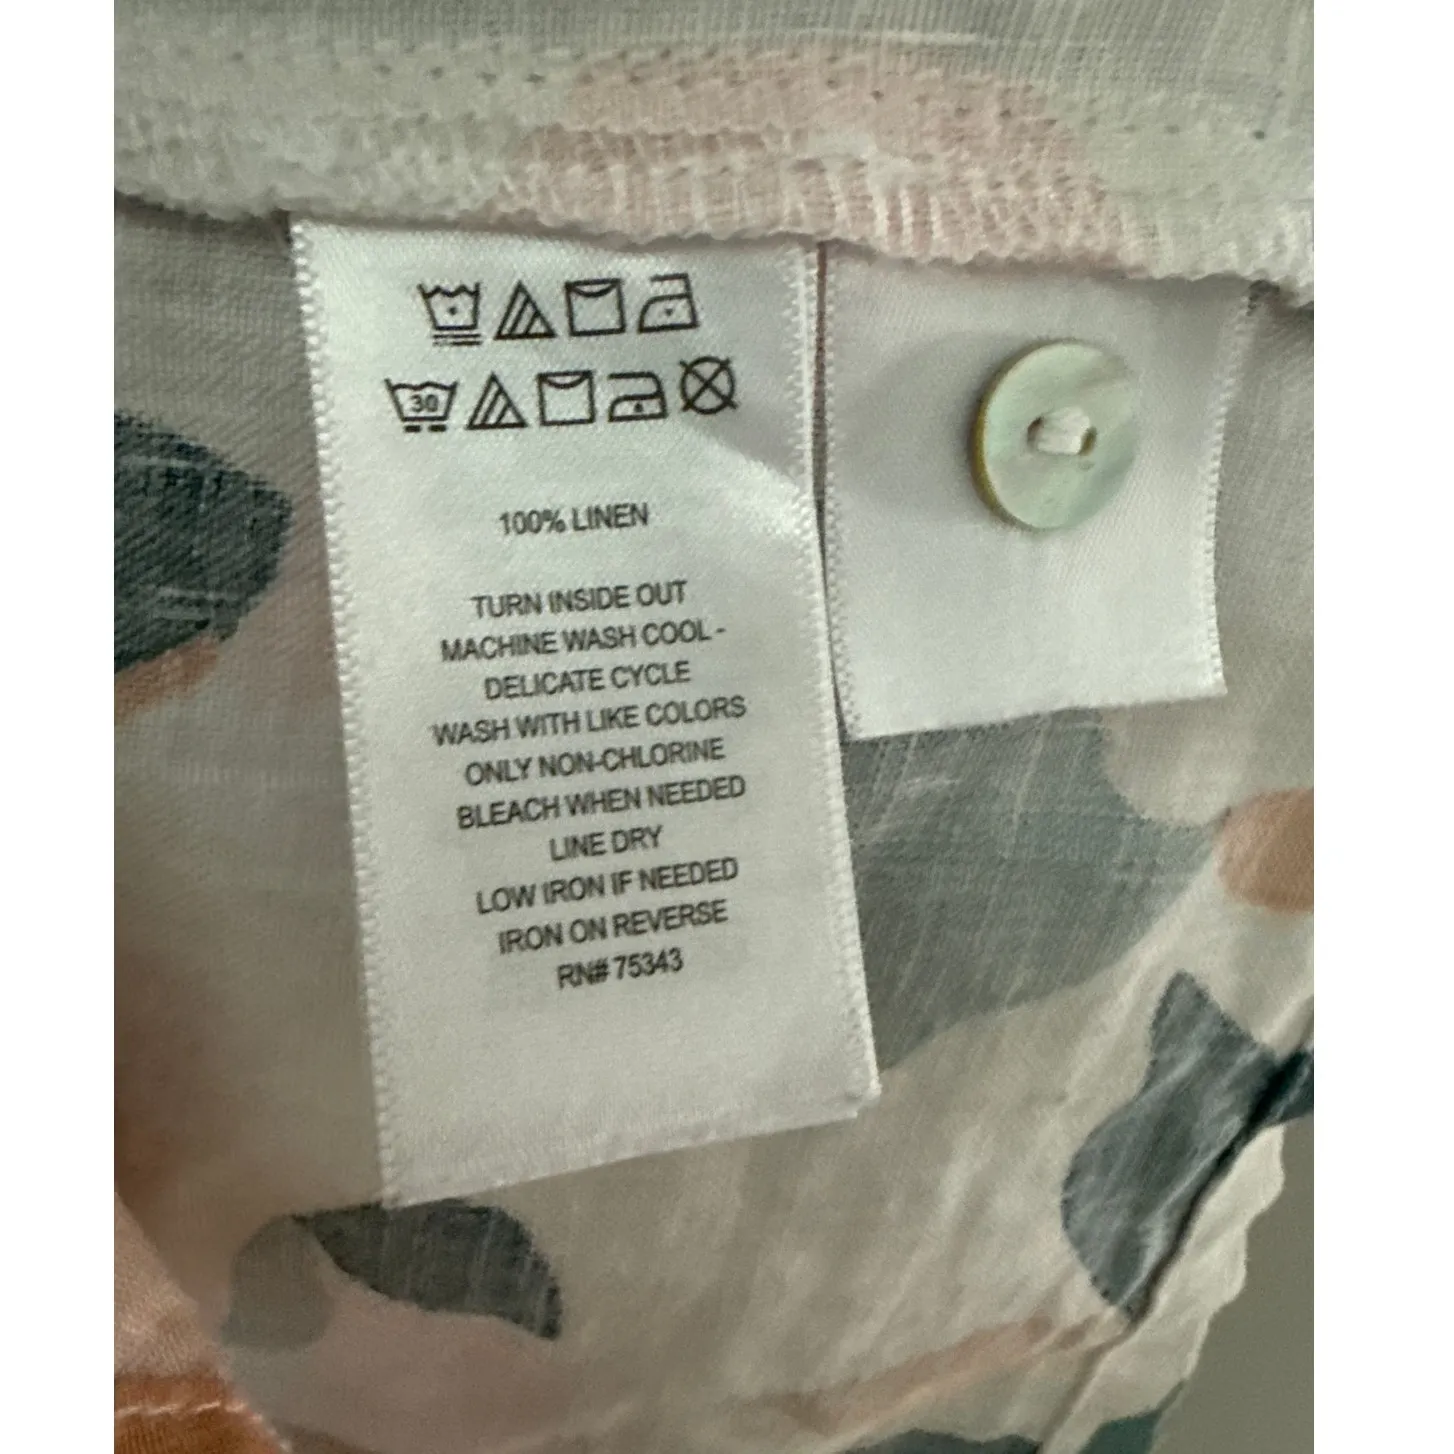 30
100% LINEN
TURN INSIDE OUT
MACHINE WASH COOL -
DELICATE CYCLE
WASH WITH LIKE COLORS
ONLY NON-CHLORINE
BLEACH WHEN NEEDED
LINE DRY
LOW IRON IF NEEDED
IRON ON REVERSE
RN# 75343